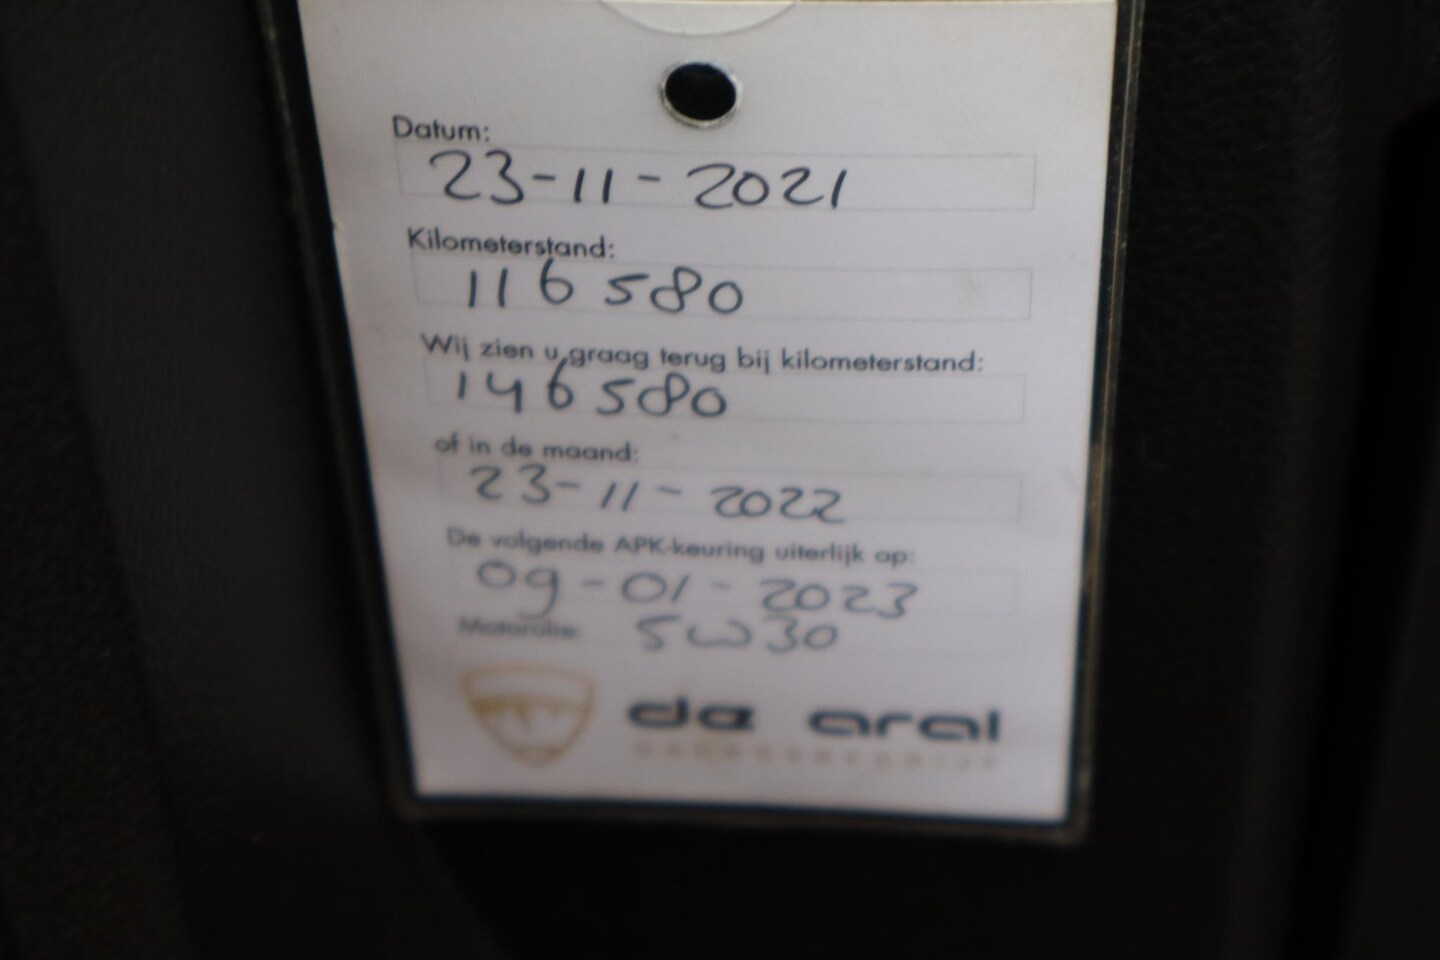 Datum:
23-11-2021
Kilometerstand:
116580
Wij zien u graag terug bij kilometerstand:
146580
of in de maand:
23-11-2022
De volgende APK-keuring uiterlijk op:
09-01-2023
Motorolie: 5W30
da aral